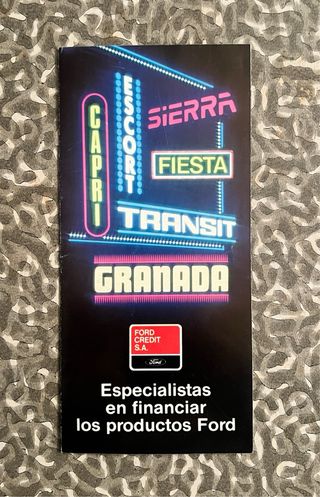 CAPRI
ESCORT
SIERRA
FIESTA
TRANSIT
GRANADA
FORD
CREDIT
S.A.
Ford
Especialistas
en financiar
los productos Ford